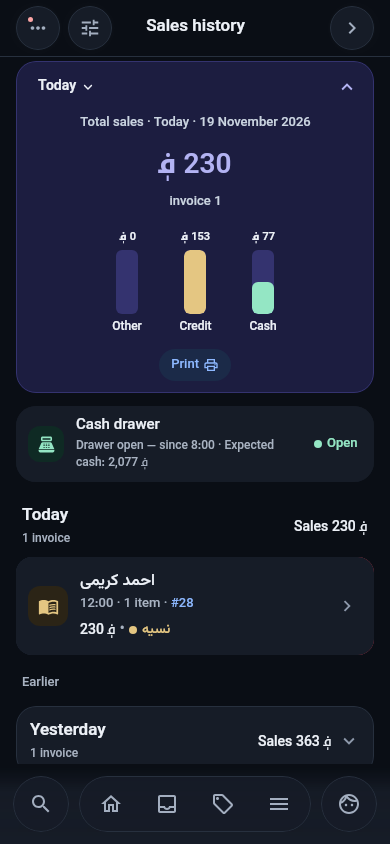 Sales history
Today
Total sales · Today · 19 November 2026
؋ 230
invoice 1
؋ 0
؋ 153
؋ 77
Other
Credit
Cash
Print
Cash drawer
Drawer open — since 8:00 · Expected
cash: 2,077 ؋
Open
Today
1 invoice
Sales 230 ؋
احمد کریمی
12:00 · 1 item · #28
230 ؋ • نسیه
Earlier
Yesterday
1 invoice
Sales 363 ؋